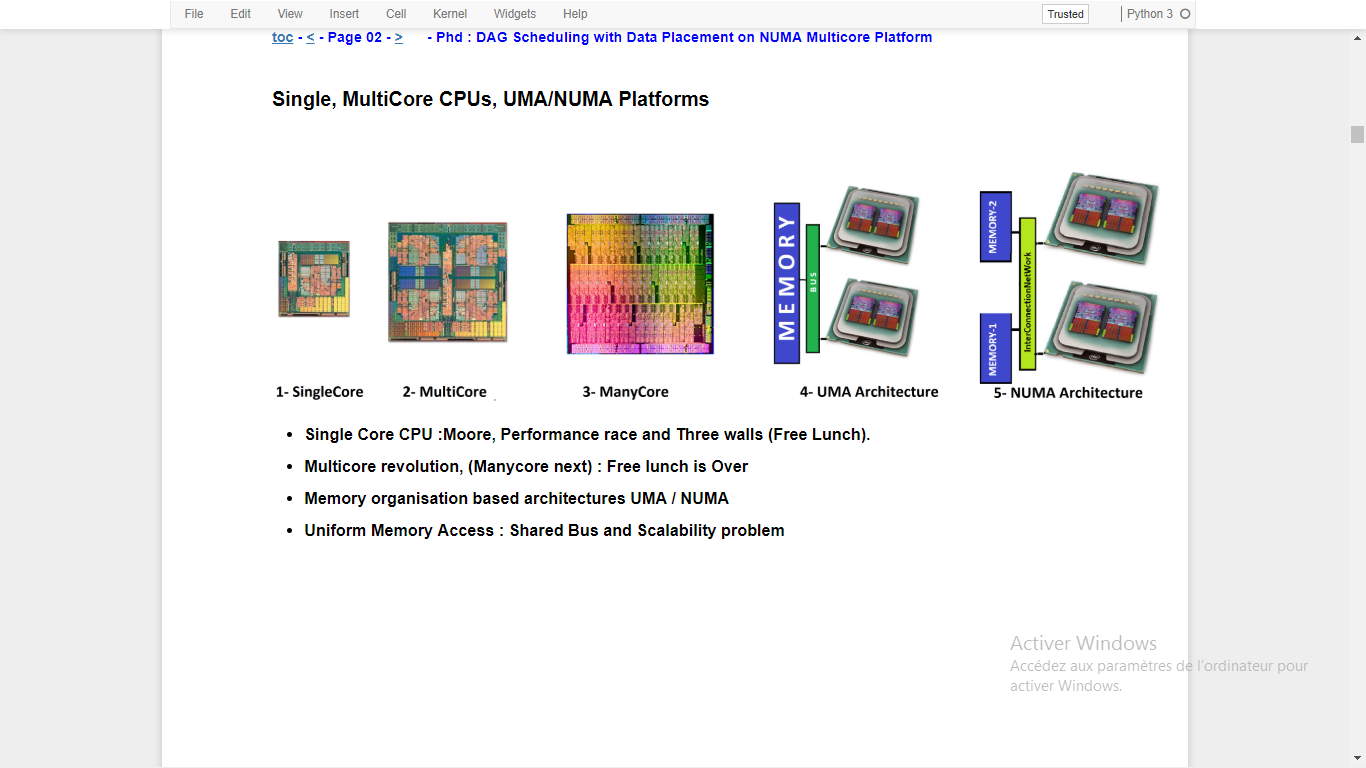 File Edit View Insert Cell Kernel Widgets Help Trusted Python 3
toc - < - Page 02 - > - Phd : DAG Scheduling with Data Placement on NUMA Multicore Platform
Single, MultiCore CPUs, UMA/NUMA Platforms
MEMORY
BUS
MEMORY-2
MEMORY-1
InterConnectionNetWork
1- SingleCore
2- MultiCore
3- ManyCore
4- UMA Architecture
5- NUMA Architecture
• Single Core CPU :Moore, Performance race and Three walls (Free Lunch).
• Multicore revolution, (Manycore next) : Free lunch is Over
• Memory organisation based architectures UMA / NUMA
• Uniform Memory Access : Shared Bus and Scalability problem
Activer Windows
Accédez aux paramètres de l'ordinateur pour
activer Windows.